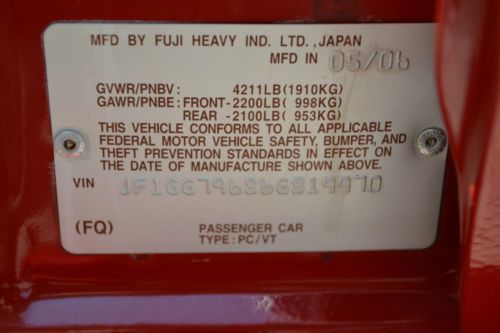 MFD BY FUJI HEAVY IND. LTD., JAPAN
MFD IN 05/06
GVWR/PNBV: 4211LB(1910KG)
GAWR/PNBE: FRONT-2200LB( 998KG)
REAR -2100LB( 953KG)
THIS VEHICLE CONFORMS TO ALL APPLICABLE
FEDERAL MOTOR VEHICLE SAFETY, BUMPER, AND
THEFT PREVENTION STANDARDS IN EFFECT ON
THE DATE OF MANUFACTURE SHOWN ABOVE.
VIN JF1GG79686G819970
(FQ) PASSENGER CAR
TYPE: PC/VT